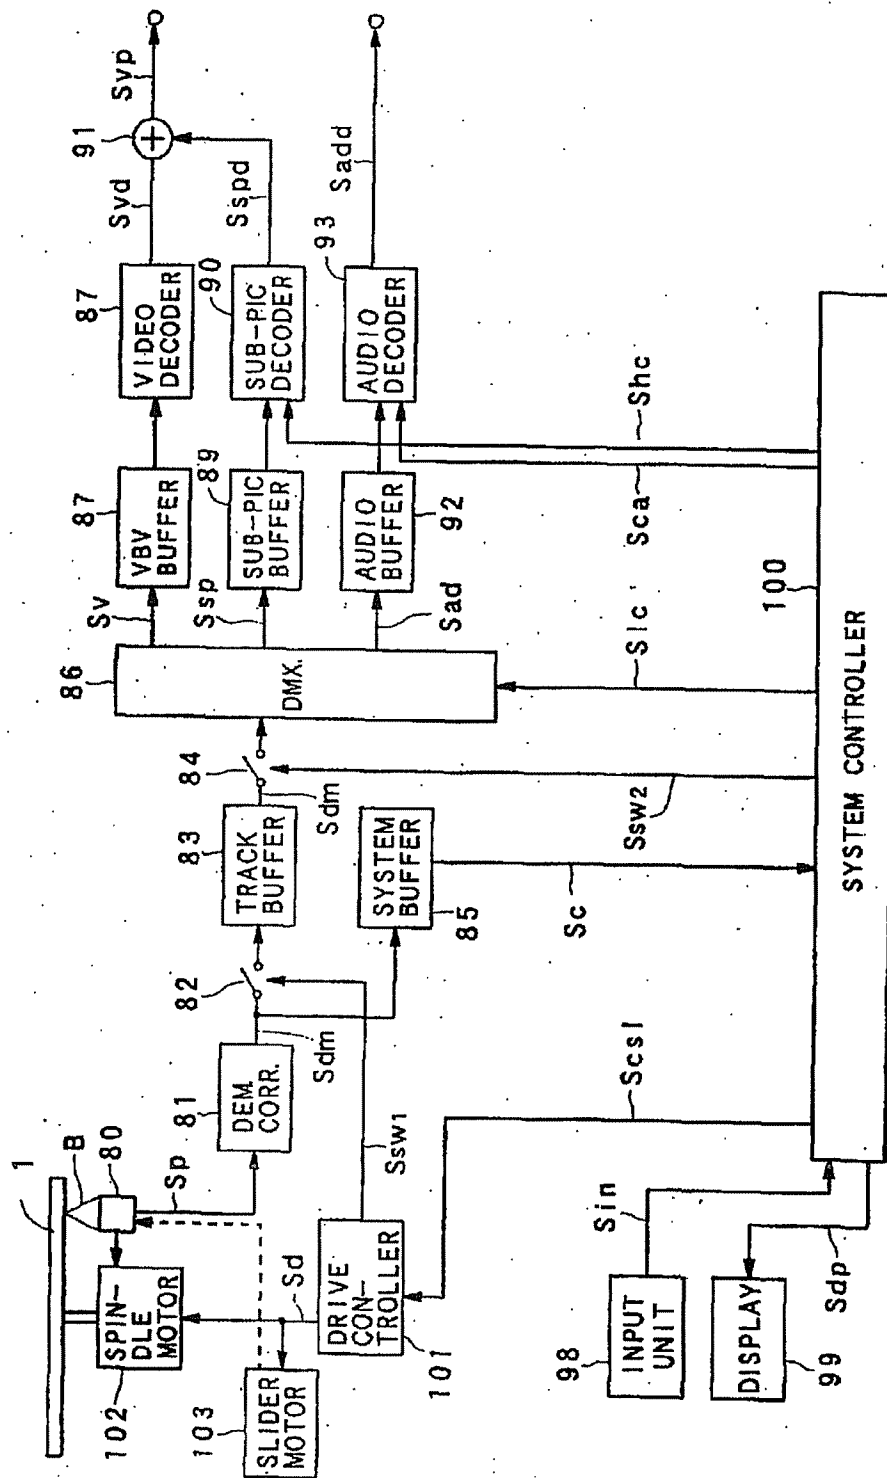 1
B
80
Sp
SPIN-
DLE
MOTOR
102
SLIDER
MOTOR
103
Sd
DRIVE
CON-
TROLLER
101
Ssw1
81
DEM.
CORR.
Sdm
82
TRACK
BUFFER
83
Sdm
84
SYSTEM
BUFFER
85
Sc
86
DMX.
Sv
Ssp
Sad
VBV
BUFFER
87
SUB-PIC
BUFFER
89
AUDIO
BUFFER
92
VIDEO
DECODER
87
SUB-PIC
DECODER
90
AUDIO
DECODER
93
Svd
91
+
Svp
Sspd
Sadd
INPUT
UNIT
98
Sin
DISPLAY
99
Sdp
Scsl
Ssw2
Slc
Sca
Shc
100
SYSTEM CONTROLLER